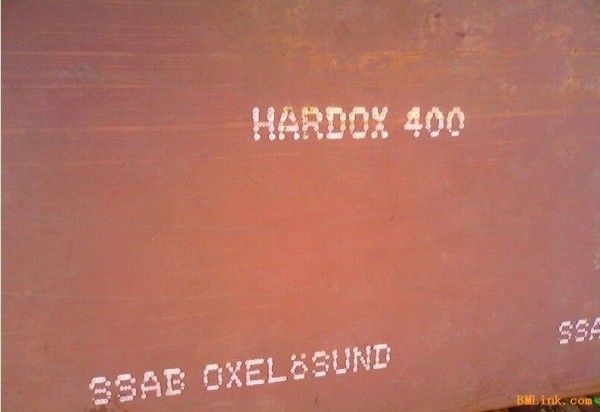 HARDOX 400
SSAB OXELöSUND
SSA
BMLink.com